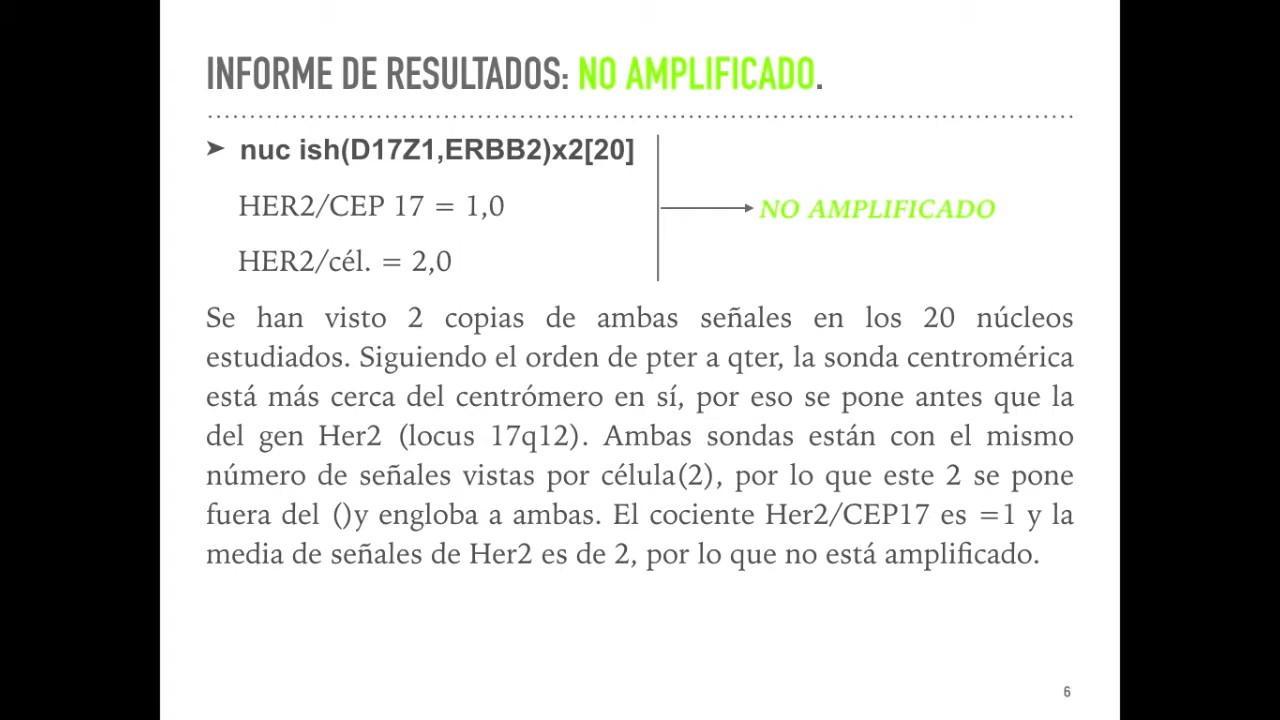 INFORME DE RESULTADOS: NO AMPLIFICADO.
➤ nuc ish(D17Z1,ERBB2)x2[20]
HER2/CEP 17 = 1,0
NO AMPLIFICADO
HER2/cél. = 2,0
Se han visto 2 copias de ambas señales en los 20 núcleos
estudiados. Siguiendo el orden de pter a qter, la sonda centromérica
está más cerca del centrómero en sí, por eso se pone antes que la
del gen Her2 (locus 17q12). Ambas sondas están con el mismo
número de señales vistas por célula(2), por lo que este 2 se pone
fuera del ()y engloba a ambas. El cociente Her2/CEP17 es =1 y la
media de señales de Her2 es de 2, por lo que no está amplificado.
6